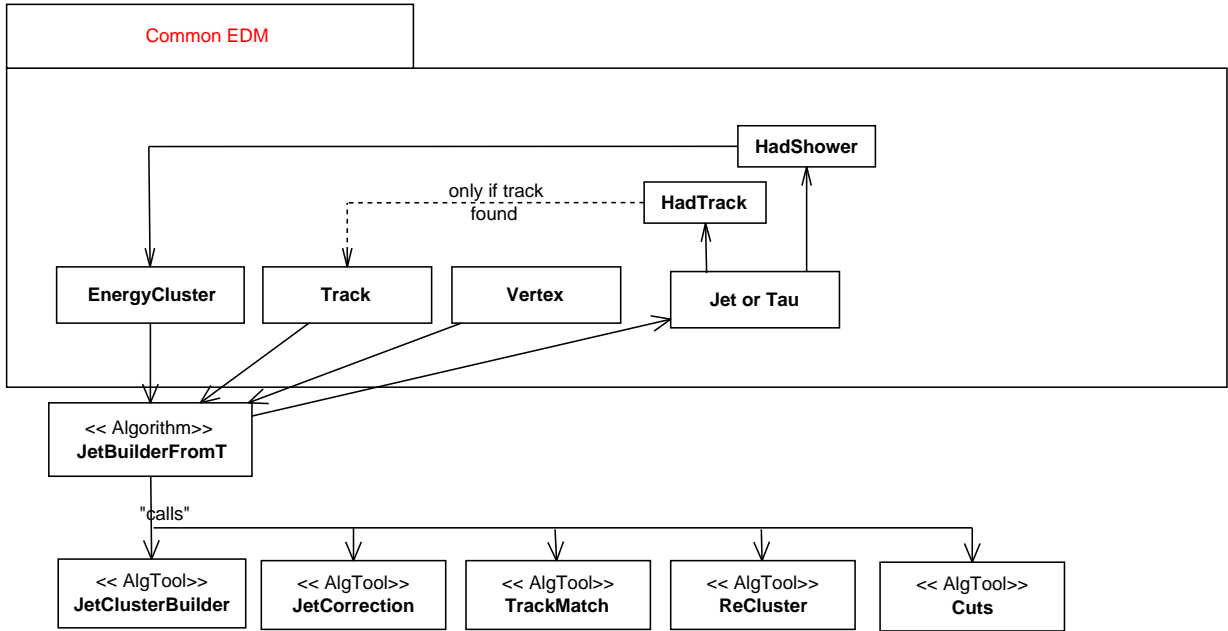 Common EDM
HadShower
only if track
found
HadTrack
EnergyCluster
Track
Vertex
Jet or Tau
<< Algorithm>>
JetBuilderFromT
"calls"
<< AlgTool>>
JetClusterBuilder
<< AlgTool>>
JetCorrection
<< AlgTool>>
TrackMatch
<< AlgTool>>
ReCluster
<< AlgTool>>
Cuts